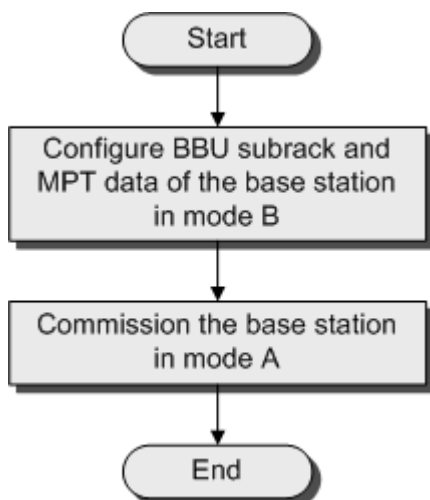 Start
Configure BBU subrack and
MPT data of the base station
in mode B
Commission the base station
in mode A
End